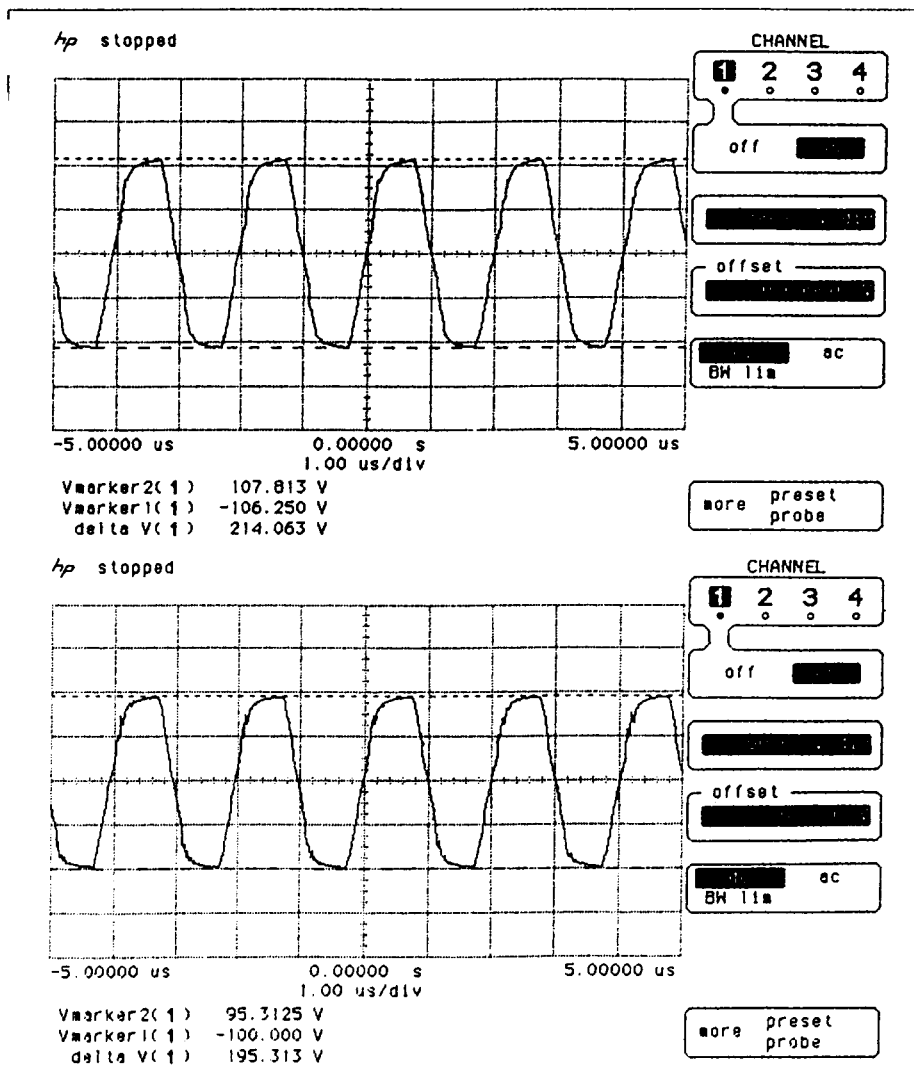 hp stopped
CHANNEL
1 2 3 4
off
offset
ac
BW lim
-5.00000 us 0.00000 s 5.00000 us
1.00 us/div
Vmarker2(1) 107.813 V
Vmarker1(1) -106.250 V
delta V(1) 214.063 V
more preset
probe
hp stopped
CHANNEL
1 2 3 4
off
offset
ac
BW lim
-5.00000 us 0.00000 s 5.00000 us
1.00 us/div
Vmarker2(1) 95.3125 V
Vmarker1(1) -100.000 V
delta V(1) 195.313 V
more preset
probe